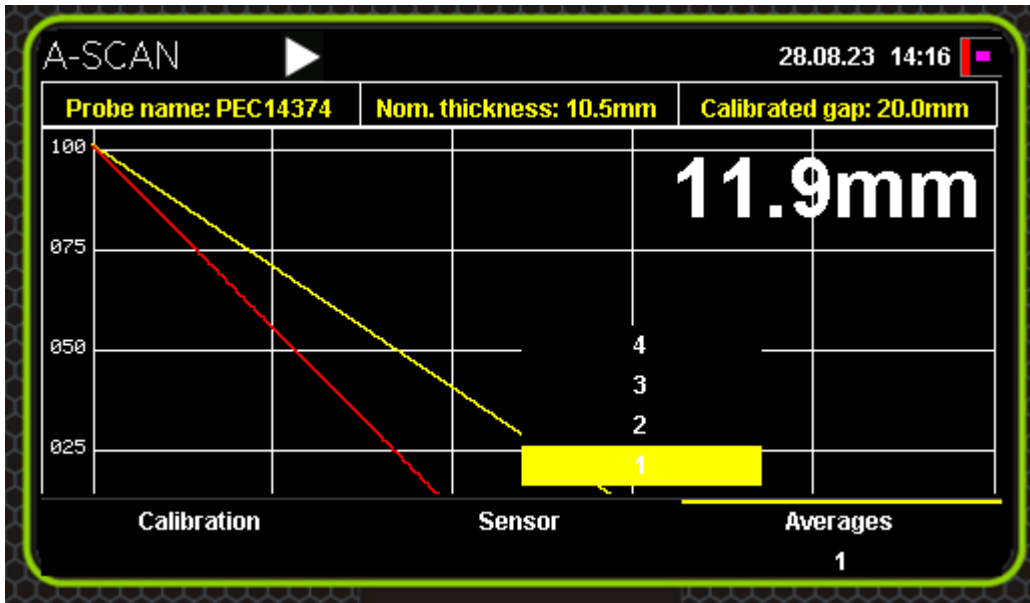 A-SCAN 28.08.23 14:16
Probe name: PEC14374 Nom. thickness: 10.5mm Calibrated gap: 20.0mm
100
11.9mm
075
050
4
3
2
025
1
Calibration Sensor Averages
1